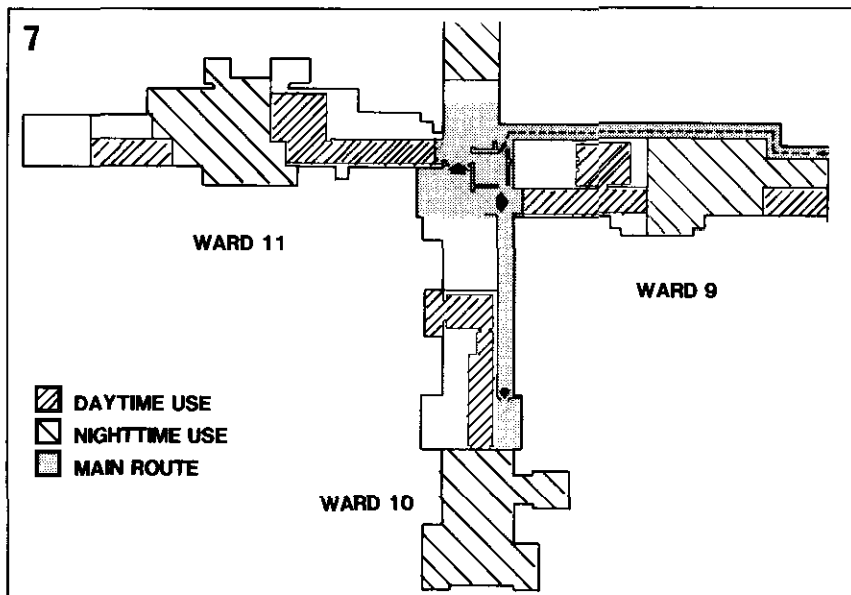 7
WARD 11
WARD 9
DAYTIME USE
NIGHTTIME USE
MAIN ROUTE
WARD 10